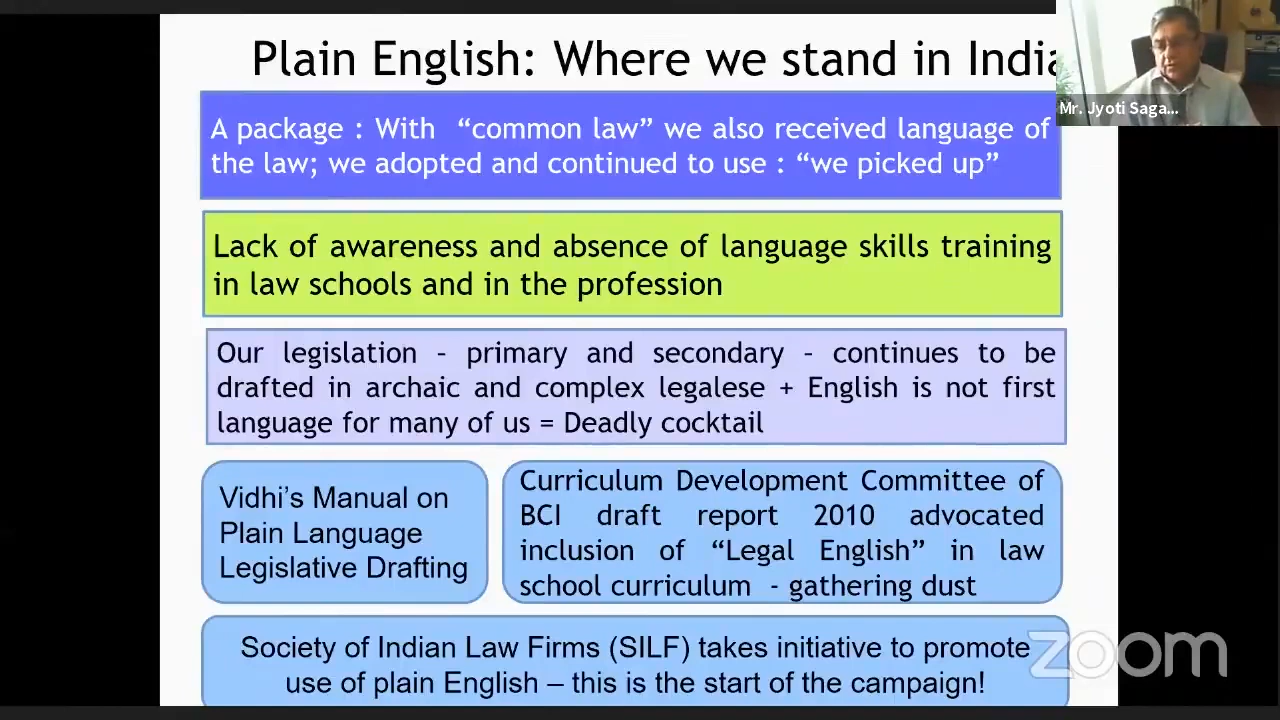 Plain English: Where we stand in India
Mr. Jyoti Saga...
A package : With “common law” we also received language of
the law; we adopted and continued to use : “we picked up”
Lack of awareness and absence of language skills training
in law schools and in the profession
Our legislation – primary and secondary – continues to be
drafted in archaic and complex legalese + English is not first
language for many of us = Deadly cocktail
Vidhi’s Manual on
Plain Language
Legislative Drafting
Curriculum Development Committee of
BCI draft report 2010 advocated
inclusion of “Legal English” in law
school curriculum - gathering dust
Society of Indian Law Firms (SILF) takes initiative to promote
use of plain English – this is the start of the campaign!
zoom